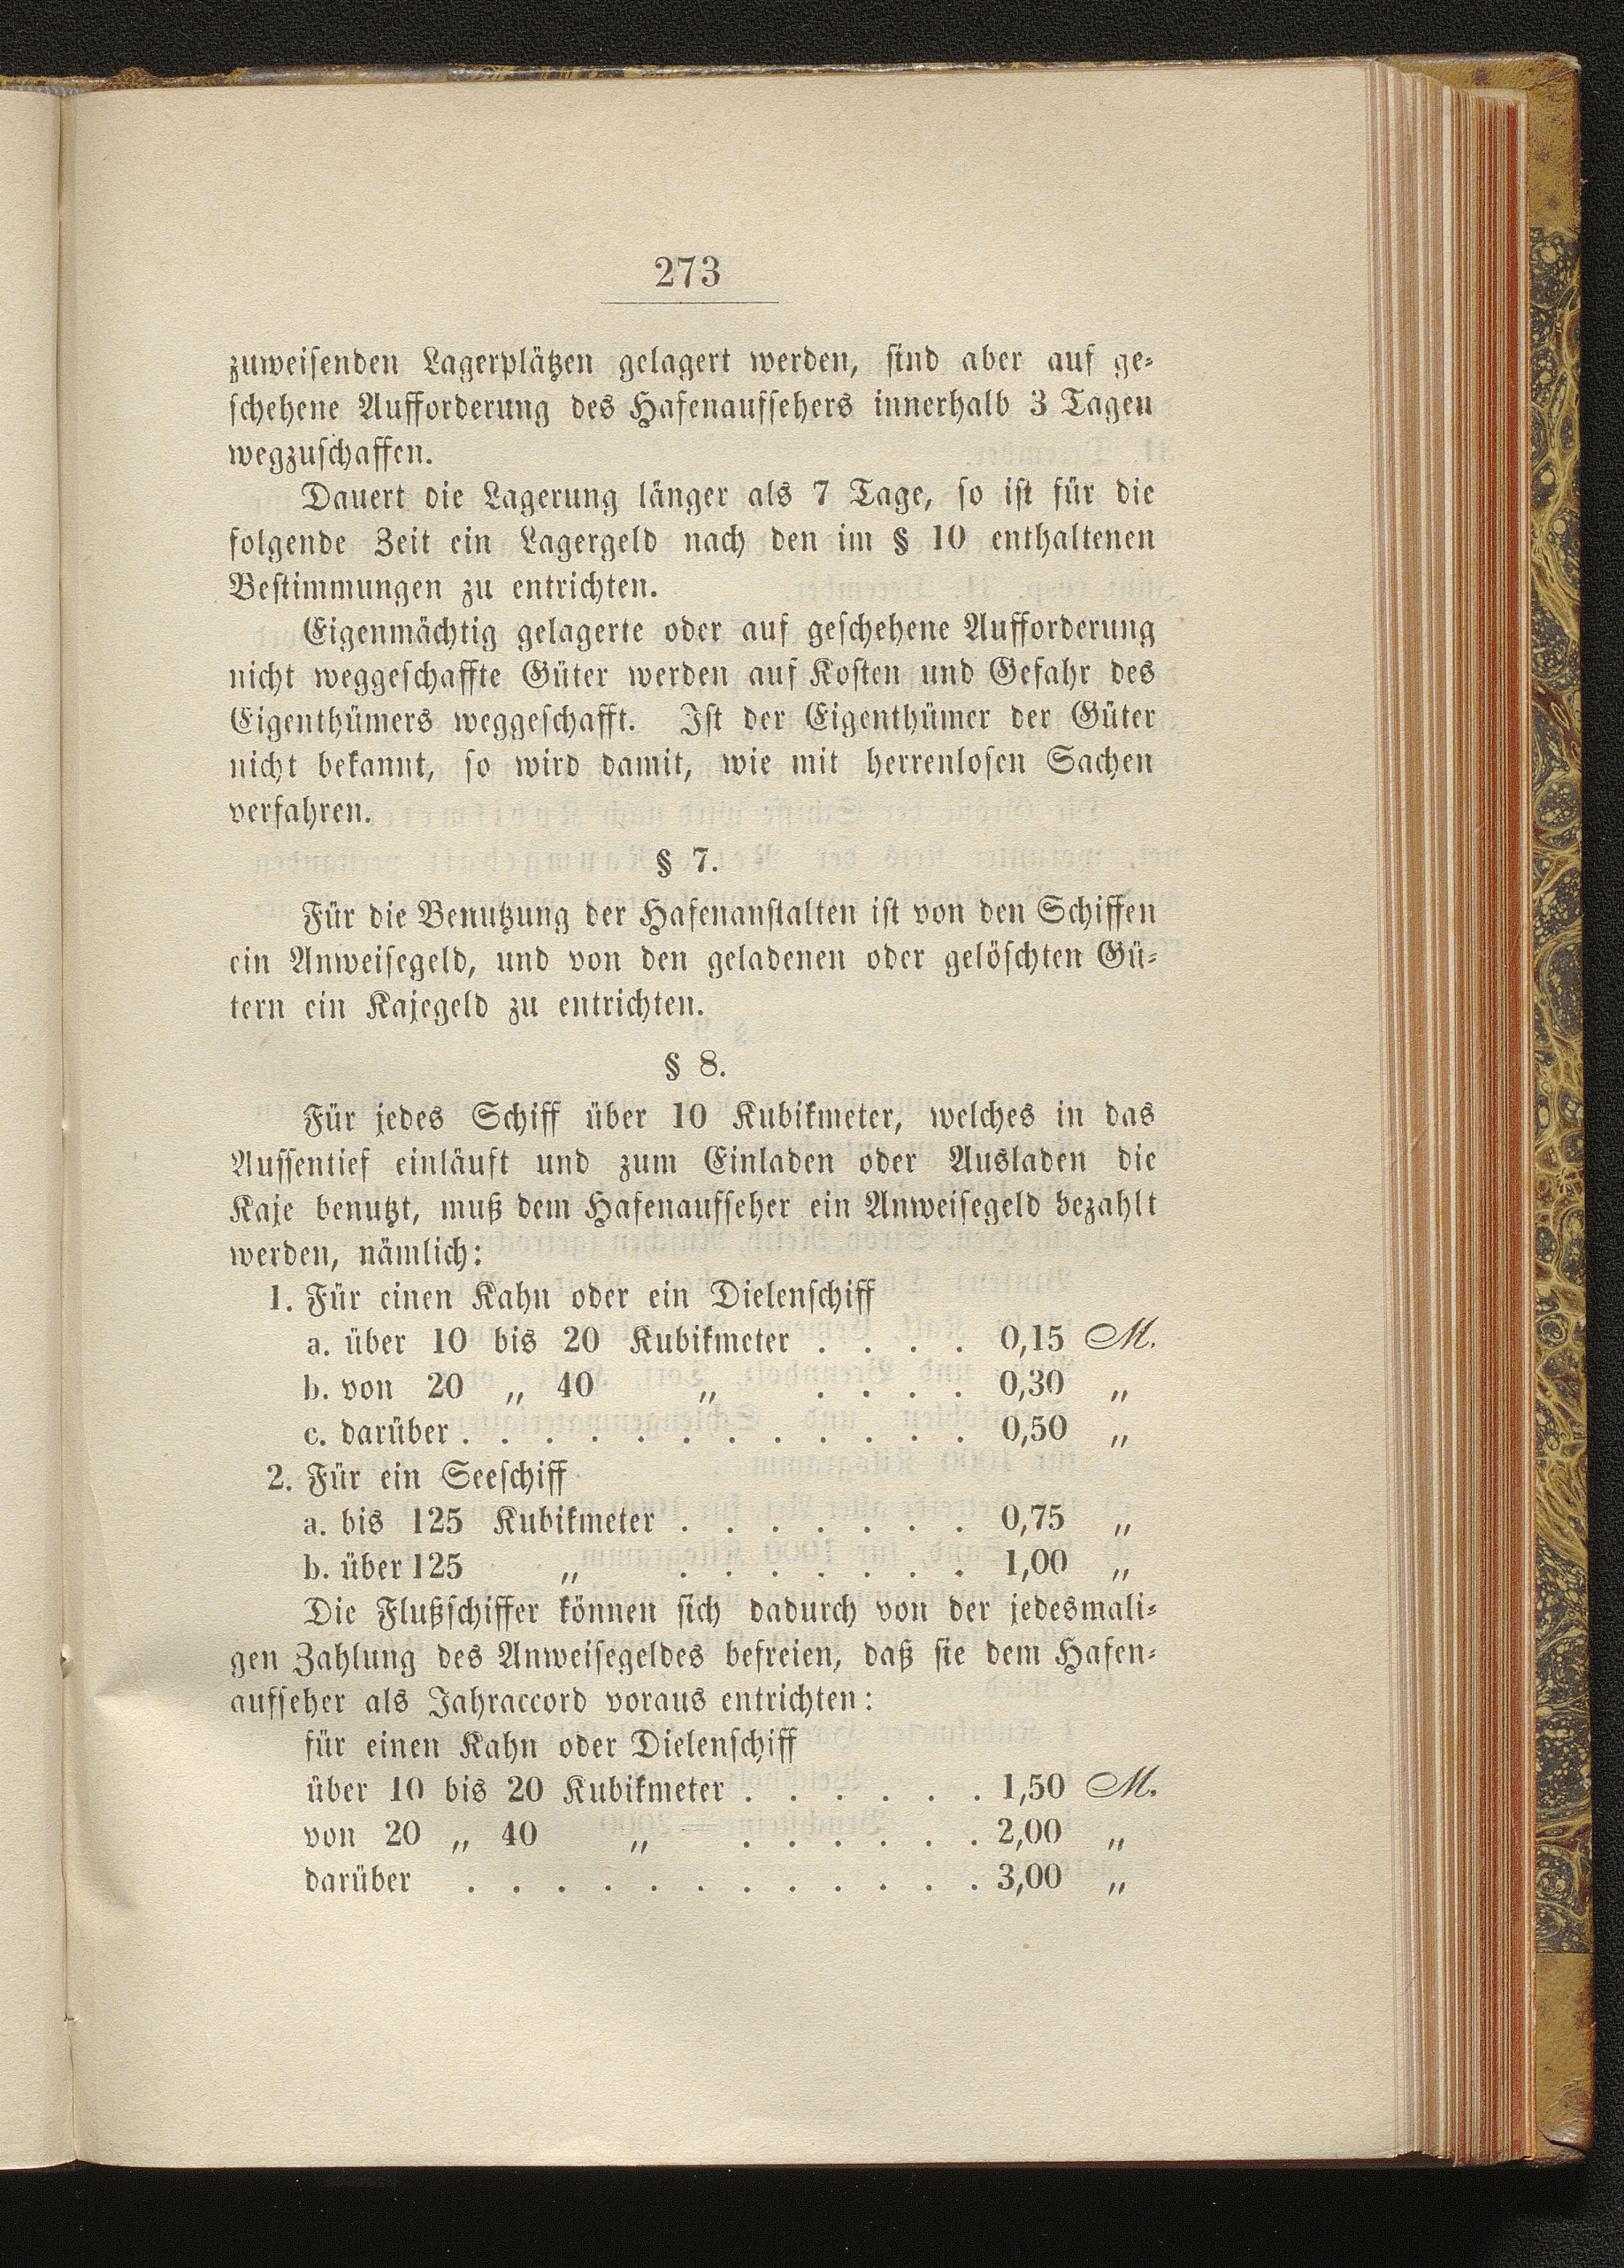 273
zuweisenden Lagerplätzen gelagert werden, sind aber auf ge-
schehene Aufforderung des Hafenaufsehers innerhalb 3 Tagen
wegzuschaffen.
Dauert die Lagerung länger als 7 Tage, so ist für die
folgende Zeit ein Lagergeld nach den im § 10 enthaltenen
Bestimmungen zu entrichten.
Eigenmächtig gelagerte oder auf geschehene Aufforderung
nicht weggeschaffte Güter werden auf Kosten und Gefahr des
Eigenthümers weggeschafft. Ist der Eigenthümer der Güter
nicht bekannt, so wird damit, wie mit herrenlosen Sachen
verfahren.
§ 7.
Für die Benutzung der Hafenanstalten ist von den Schiffen
ein Anweisegeld, und von den geladenen oder gelöschten Gü-
tern ein Kajegeld zu entrichten.
§ 8.
Für jedes Schiff über 10 Kubikmeter, welches in das
Aussentief einläuft und zum Einladen oder Ausladen die
Kaje benutzt, muß dem Hafenaufseher ein Anweisegeld bezahlt
werden, nämlich:
1. Für einen Kahn oder ein Dielenschiff
a. über 10 bis 20 Kubikmeter . . . . 0,15 M.
b. von 20 „ 40 „ . . . . 0,30 „
c. darüber . . . . . . . . . . . . 0,50 „
2. Für ein Seeschiff
a. bis 125 Kubikmeter . . . . . . . 0,75 „
b. über 125 „ . . . . . . . 1,00 „
Die Flußschiffer können sich dadurch von der jedesmali-
gen Zahlung des Anweisegeldes befreien, daß sie dem Hafen-
aufseher als Jahraccord voraus entrichten:
für einen Kahn oder Dielenschiff
über 10 bis 20 Kubikmeter . . . . . . 1,50 M.
von 20 „ 40 „ . . . . . . 2,00 „
darüber . . . . . . . . . . . . 3,00 „